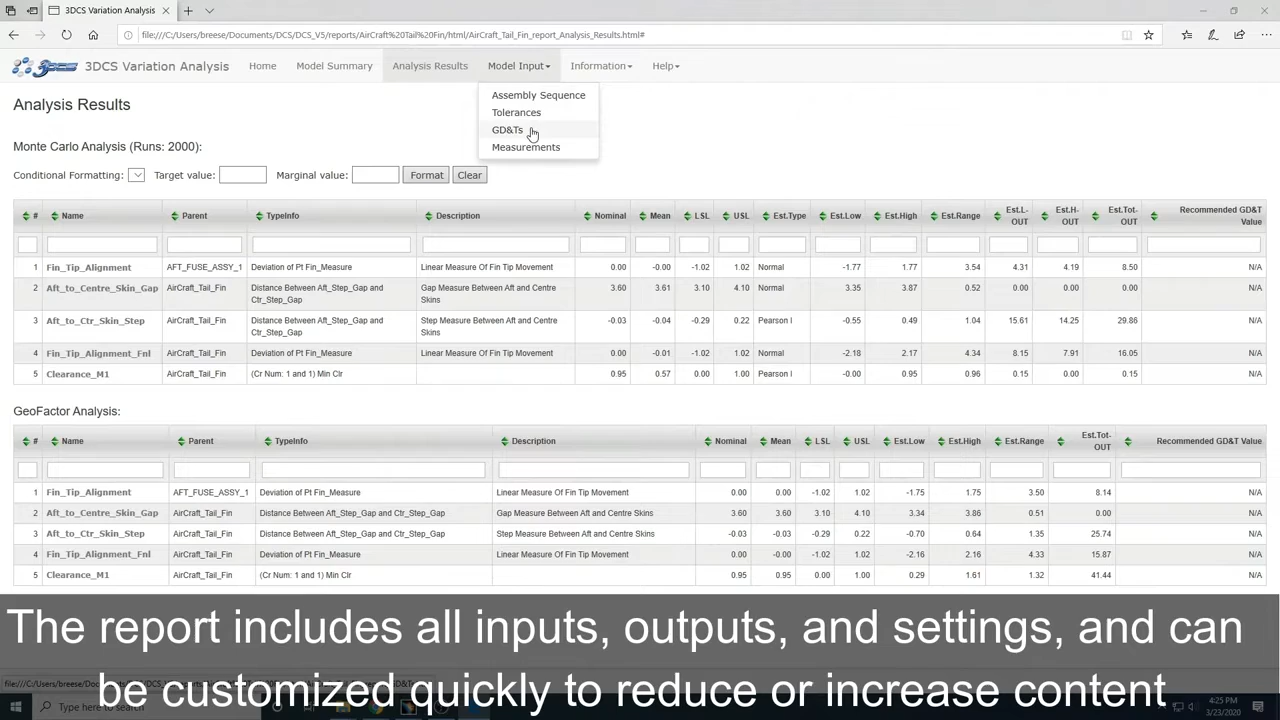 3DCS Variation Analysis
file:///C:/Users/breese/Documents/DCS/DCS_V5/reports/AirCraft%20Tail%20Fin/html/AirCraft_Tail_Fin_report_Analysis_Results.html#
3DCS 3DCS Variation Analysis Home Model Summary Analysis Results Model Input Information Help
Assembly Sequence
Tolerances
GD&Ts
Measurements
Analysis Results
Monte Carlo Analysis (Runs: 2000):
Conditional Formatting: Target value: Marginal value: Format Clear
# Name Parent TypeInfo Description Nominal Mean LSL USL Est.Type Est.Low Est.High Est.Range Est.L-OUT Est.H-OUT Est.Tot-OUT Recommended GD&T Value
1 Fin_Tip_Alignment AFT_FUSE_ASSY_1 Deviation of Pt Fin_Measure Linear Measure Of Fin Tip Movement 0.00 -0.00 -1.02 1.02 Normal -1.77 1.77 3.54 4.31 4.19 8.50 N/A
2 Aft_to_Centre_Skin_Gap AirCraft_Tail_Fin Distance Between Aft_Step_Gap and Ctr_Step_Gap Gap Measure Between Aft and Centre Skins 3.60 3.61 3.10 4.10 Normal 3.35 3.87 0.52 0.00 0.00 0.00 N/A
3 Aft_to_Ctr_Skin_Step AirCraft_Tail_Fin Distance Between Aft_Step_Gap and Ctr_Step_Gap Step Measure Between Aft and Centre Skins -0.03 -0.04 -0.29 0.22 Pearson I -0.55 0.49 1.04 15.61 14.25 29.86 N/A
4 Fin_Tip_Alignment_Fnl AirCraft_Tail_Fin Deviation of Pt Fin_Measure Linear Measure Of Fin Tip Movement 0.00 -0.01 -1.02 1.02 Normal -2.18 2.17 4.34 8.15 7.91 16.05 N/A
5 Clearance_M1 AirCraft_Tail_Fin (Cr Num: 1 and 1) Min Clr 0.95 0.57 0.00 1.00 Pearson I -0.00 0.95 0.96 0.15 0.00 0.15 N/A
GeoFactor Analysis:
# Name Parent TypeInfo Description Nominal Mean LSL USL Est.Low Est.High Est.Range Est.Tot-OUT Recommended GD&T Value
1 Fin_Tip_Alignment AFT_FUSE_ASSY_1 Deviation of Pt Fin_Measure Linear Measure Of Fin Tip Movement 0.00 0.00 -1.02 1.02 -1.75 1.75 3.50 8.14 N/A
2 Aft_to_Centre_Skin_Gap AirCraft_Tail_Fin Distance Between Aft_Step_Gap and Ctr_Step_Gap Gap Measure Between Aft and Centre Skins 3.60 3.60 3.10 4.10 3.34 3.86 0.51 0.00 N/A
3 Aft_to_Ctr_Skin_Step AirCraft_Tail_Fin Distance Between Aft_Step_Gap and Ctr_Step_Gap Step Measure Between Aft and Centre Skins -0.03 -0.03 -0.29 0.22 -0.70 0.64 1.35 25.74 N/A
4 Fin_Tip_Alignment_Fnl AirCraft_Tail_Fin Deviation of Pt Fin_Measure Linear Measure Of Fin Tip Movement 0.00 -0.00 -1.02 1.02 -2.16 2.16 4.33 15.87 N/A
5 Clearance_M1 AirCraft_Tail_Fin (Cr Num: 1 and 1) Min Clr 0.95 0.95 0.00 1.00 0.29 1.61 1.32 41.44 N/A
The report includes all inputs, outputs, and settings, and can
be customized quickly to reduce or increase content
Type here to search
4:25 PM
3/23/2020